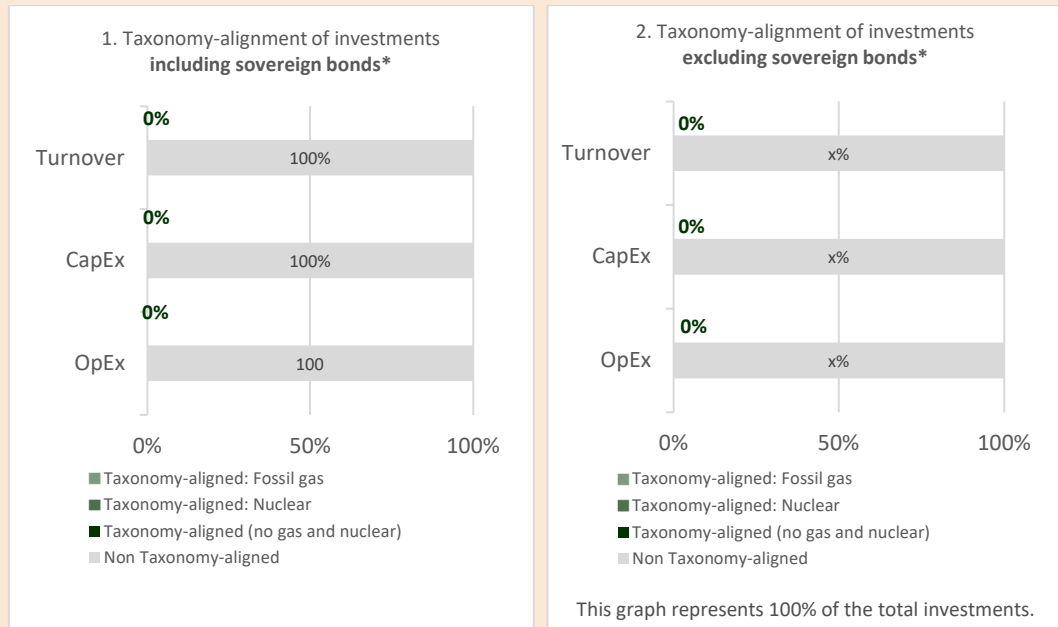 1. Taxonomy-alignment of investments
including sovereign bonds*
0%
Turnover
100%
0%
CapEx
100%
0%
OpEx
100
0%
50%
100%
Taxonomy-aligned: Fossil gas
Taxonomy-aligned: Nuclear
Taxonomy-aligned (no gas and nuclear)
Non Taxonomy-aligned
2. Taxonomy-alignment of investments
excluding sovereign bonds*
0%
Turnover
x%
0%
CapEx
x%
0%
OpEx
x%
0%
50%
100%
Taxonomy-aligned: Fossil gas
Taxonomy-aligned: Nuclear
Taxonomy-aligned (no gas and nuclear)
Non Taxonomy-aligned
This graph represents 100% of the total investments.